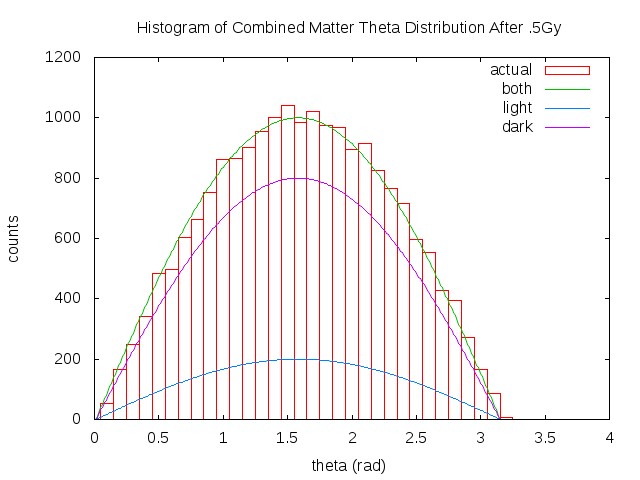 Histogram of Combined Matter Theta Distribution After .5Gy
1200
1000
800
600
400
200
0
counts
actual
both
light
dark
0 0.5 1 1.5 2 2.5 3 3.5 4
theta (rad)